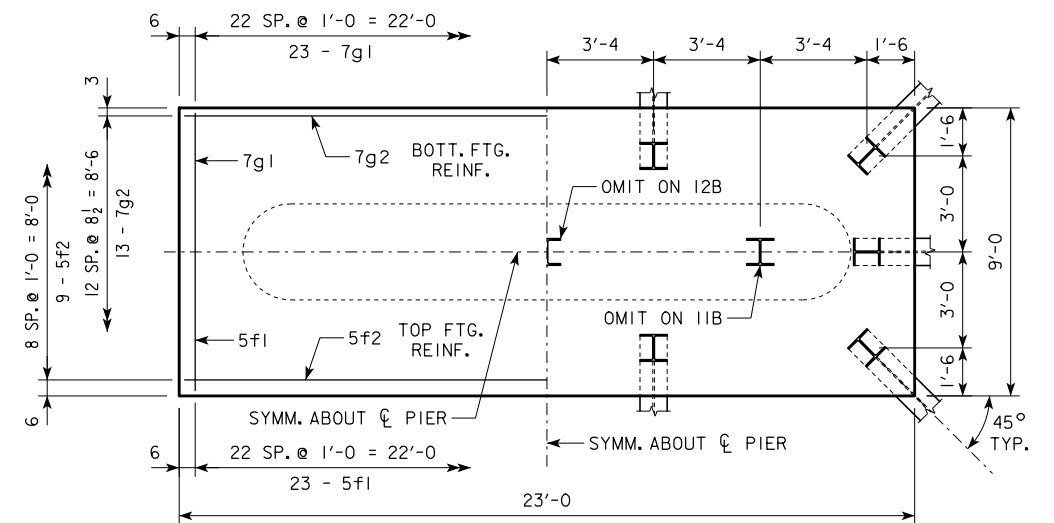 6
22 SP. @ 1'-0 = 22'-0
23 - 7g1
3'-4
3'-4
3'-4
1'-6
3
12 SP. @ 8½ = 8'-6
13 - 7g2
8 SP. @ 1'-0 = 8'-0
9 - 5f2
6
7g1
7g2
BOTT. FTG.
REINF.
OMIT ON 12B
1'-6
3'-0
3'-0
1'-6
9'-0
OMIT ON 11B
5f1
5f2
TOP FTG.
REINF.
SYMM. ABOUT ℄ PIER
SYMM. ABOUT ℄ PIER
45°
TYP.
6
22 SP. @ 1'-0 = 22'-0
23 - 5f1
23'-0